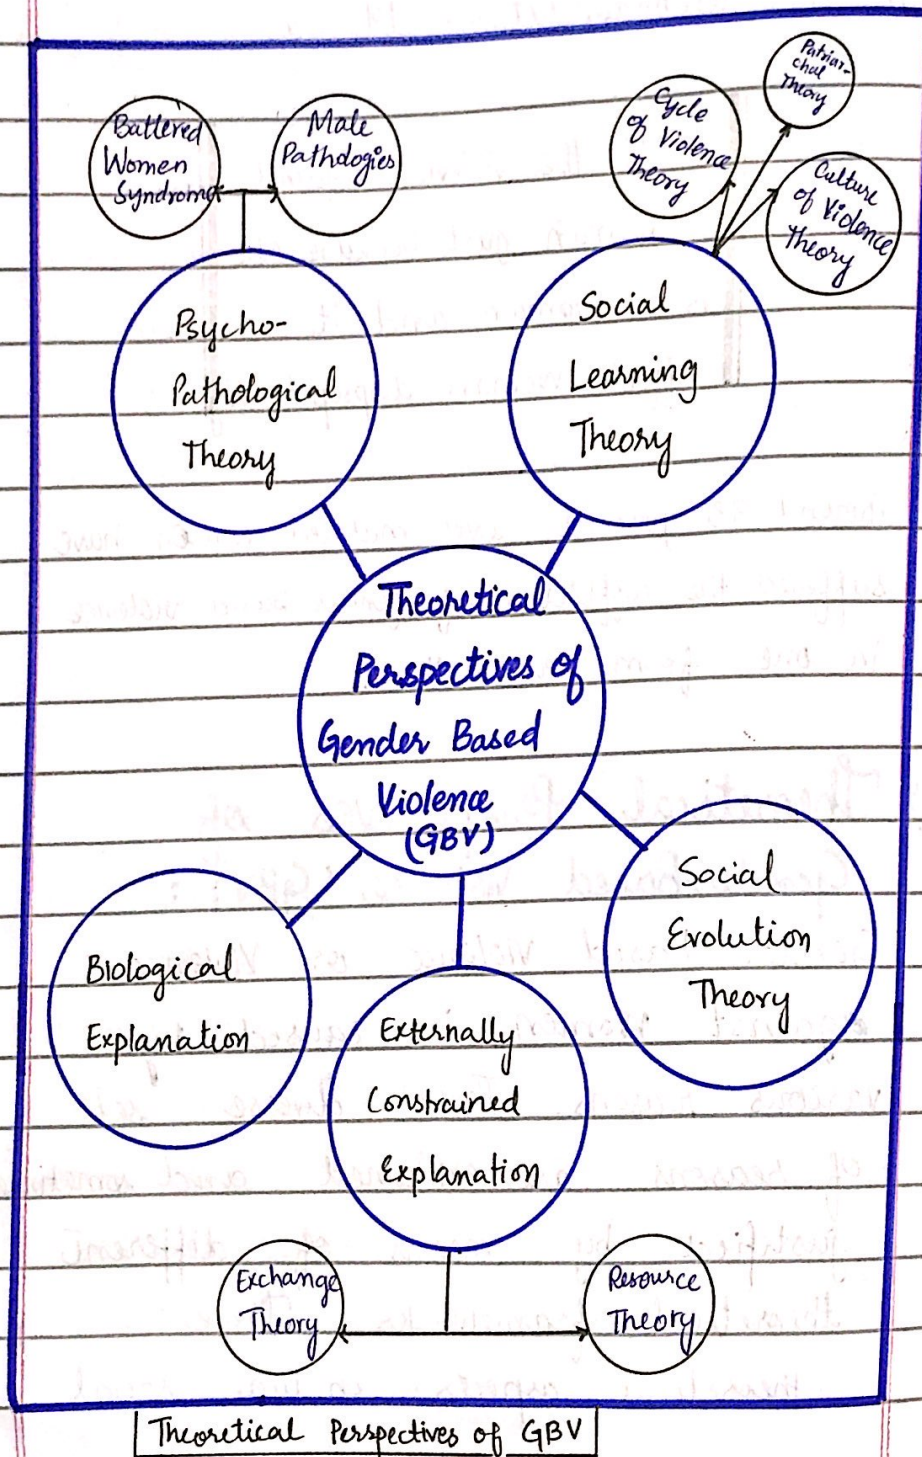 Battered
Women
Syndrome
Male
Pathologies
Cycle
of Violence
Theory
Patriar-
chal
Theory
Culture
of Violence
Theory
Psycho-
Pathological
Theory
Social
Learning
Theory
Theoretical
Perspectives of
Gender Based
Violence
(GBV)
Biological
Explanation
Externally
Constrained
Explanation
Social
Evolution
Theory
Exchange
Theory
Resource
Theory
Theoretical Perspectives of GBV